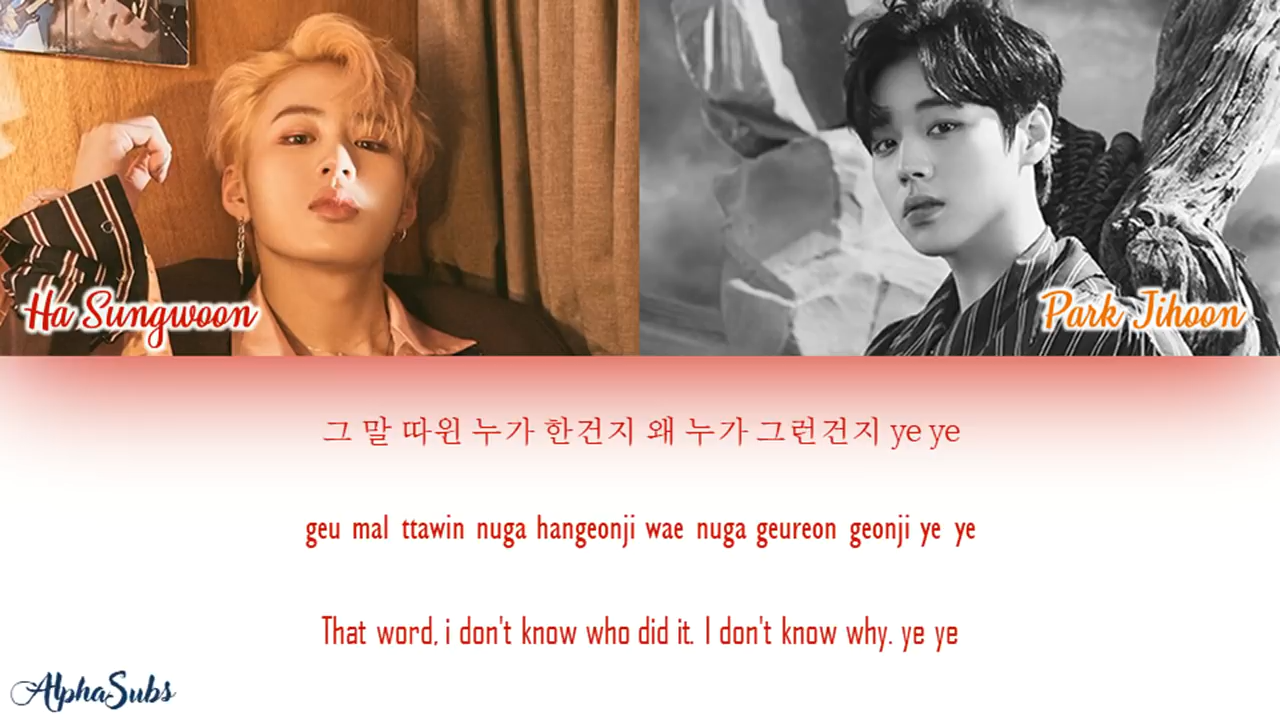 Ha Sungwoon
Park Jihoon
그 말 따윈 누가 한건지 왜 누가 그런건지 ye ye
geu mal ttawin nuga hangeonji wae nuga geureon geonji ye ye
That word, i don't know who did it. I don't know why. ye ye
AlphaSubs